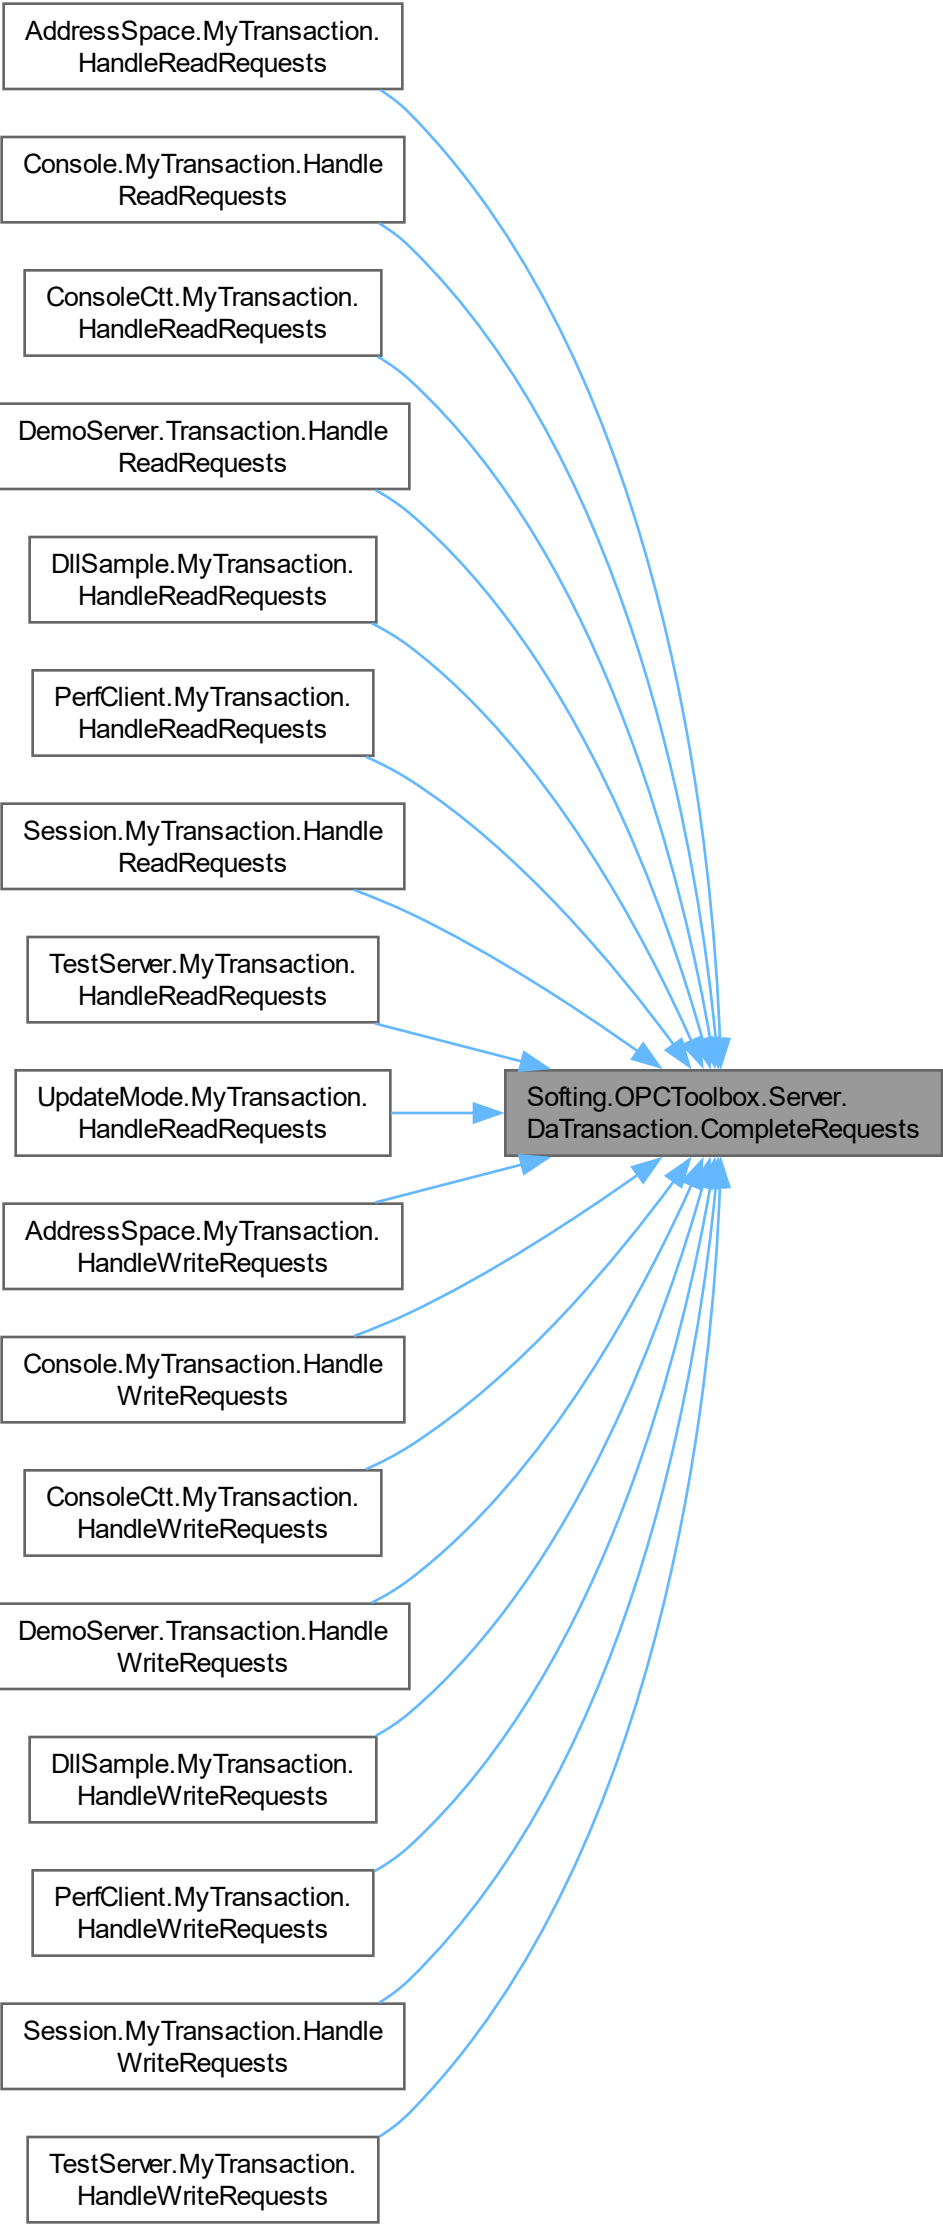 AddressSpace.MyTransaction.
HandleReadRequests
Console.MyTransaction.Handle
ReadRequests
ConsoleCtt.MyTransaction.
HandleReadRequests
DemoServer.Transaction.Handle
ReadRequests
DllSample.MyTransaction.
HandleReadRequests
PerfClient.MyTransaction.
HandleReadRequests
Session.MyTransaction.Handle
ReadRequests
TestServer.MyTransaction.
HandleReadRequests
UpdateMode.MyTransaction.
HandleReadRequests
Softing.OPCToolbox.Server.
DaTransaction.CompleteRequests
AddressSpace.MyTransaction.
HandleWriteRequests
Console.MyTransaction.Handle
WriteRequests
ConsoleCtt.MyTransaction.
HandleWriteRequests
DemoServer.Transaction.Handle
WriteRequests
DllSample.MyTransaction.
HandleWriteRequests
PerfClient.MyTransaction.
HandleWriteRequests
Session.MyTransaction.Handle
WriteRequests
TestServer.MyTransaction.
HandleWriteRequests